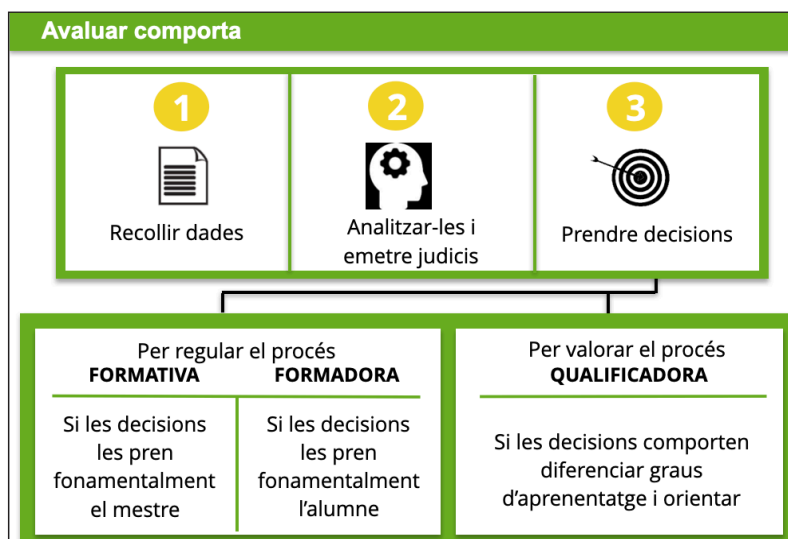 Avaluar comporta
1
2
3
Recollir dades
Analitzar-les i
emetre judicis
Prendre decisions
Per regular el procés
FORMATIVA
FORMADORA
Si les decisions
les pren
fonamentalment
el mestre
Si les decisions
les pren
fonamentalment
l'alumne
Per valorar el procés
QUALIFICADORA
Si les decisions comporten
diferenciar graus
d'aprenentatge i orientar